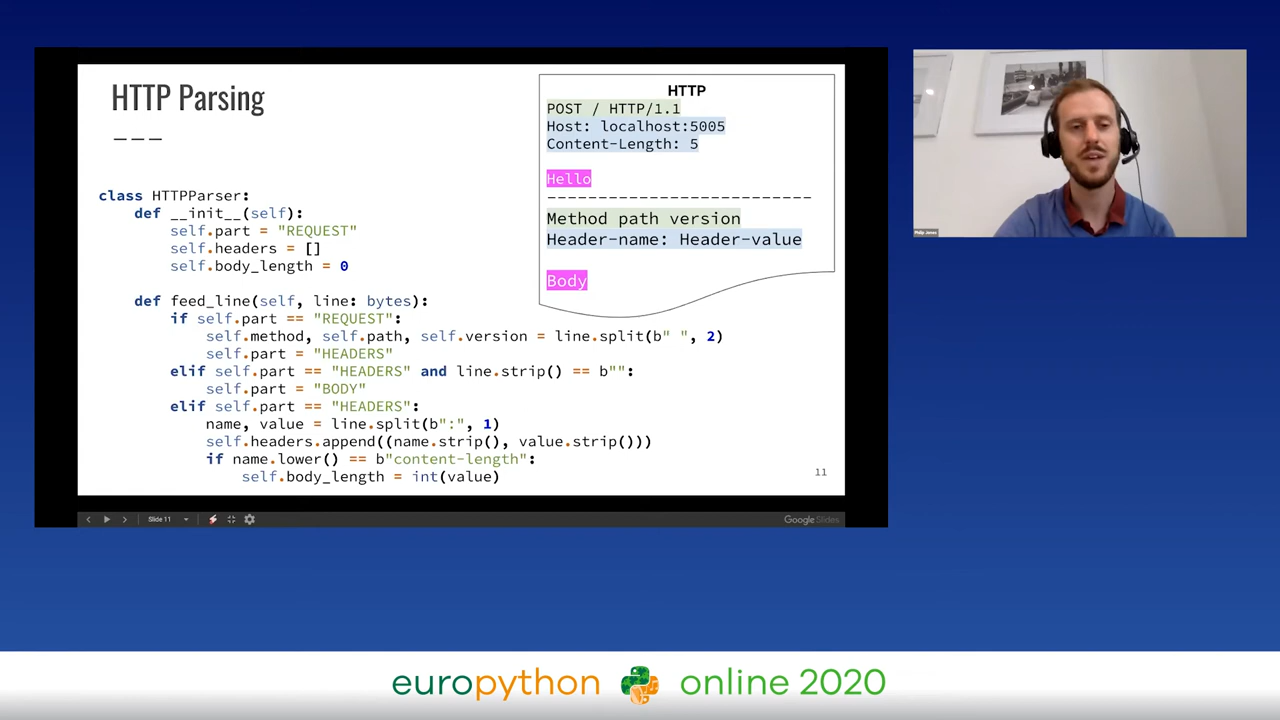 HTTP Parsing
---
class HTTPParser:
    def __init__(self):
        self.part = "REQUEST"
        self.headers = []
        self.body_length = 0
    def feed_line(self, line: bytes):
        if self.part == "REQUEST":
            self.method, self.path, self.version = line.split(b" ", 2)
            self.part = "HEADERS"
        elif self.part == "HEADERS" and line.strip() == b"":
            self.part = "BODY"
        elif self.part == "HEADERS":
            name, value = line.split(b":", 1)
            self.headers.append((name.strip(), value.strip()))
            if name.lower() == b"content-length":
                self.body_length = int(value)
HTTP
POST / HTTP/1.1
Host: localhost:5005
Content-Length: 5
Hello
------------------------------
Method path version
Header-name: Header-value
Body
11
Slide 11
Google Slides
Philip Jones
europython online 2020